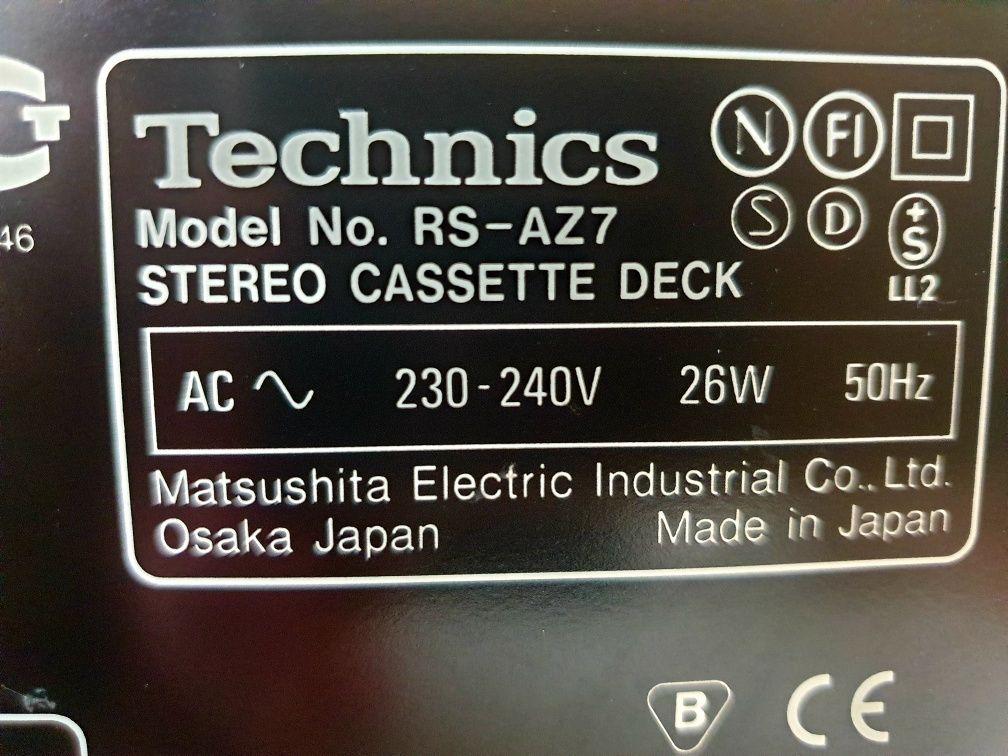 Technics
N FI
Model No. RS-AZ7
S D +S
STEREO CASSETTE DECK
LL2
AC 230-240V 26W 50Hz
Matsushita Electric Industrial Co., Ltd.
Osaka Japan Made in Japan
46
B CE